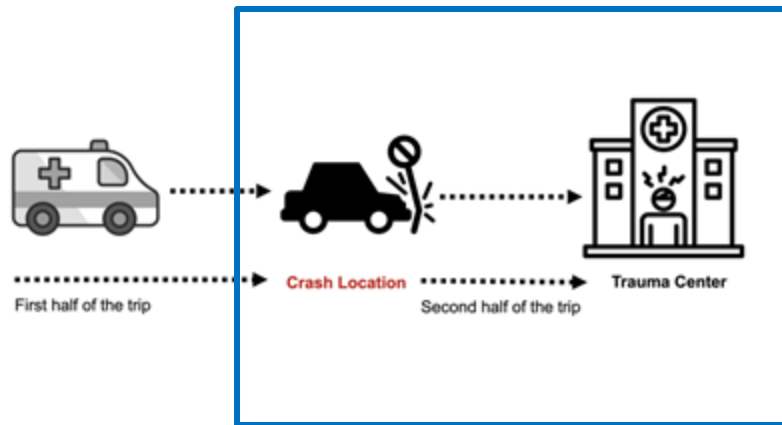 Crash Location
Trauma Center
First half of the trip
Second half of the trip